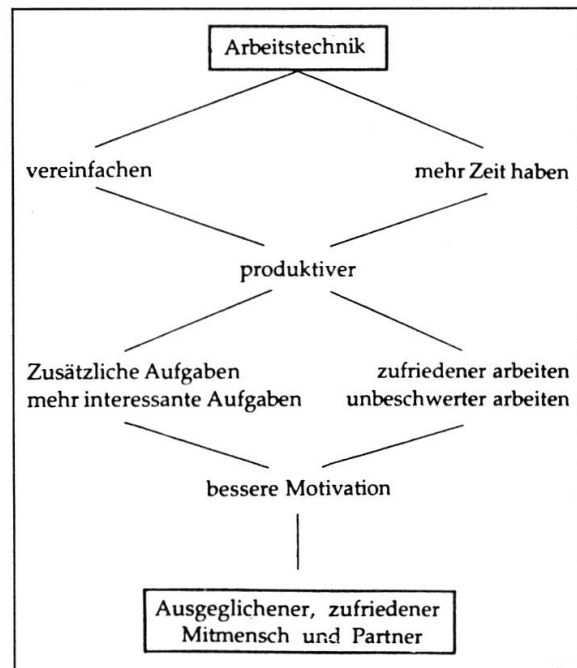 Arbeitstechnik
vereinfachen
mehr Zeit haben
produktiver
Zusätzliche Aufgaben
mehr interessante Aufgaben
zufriedener arbeiten
unbeschwerter arbeiten
bessere Motivation
Ausgeglichener, zufriedener
Mitmensch und Partner